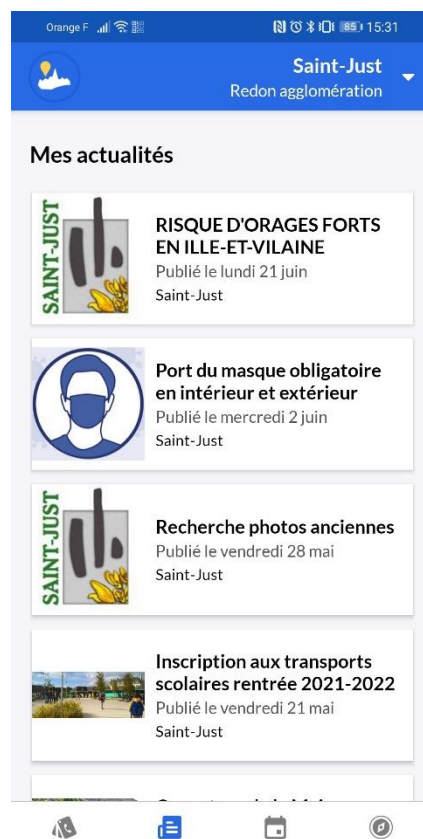 Orange F
85 15:31
Saint-Just
Redon agglomération
Mes actualités
SAINT-JUST
RISQUE D'ORAGES FORTS
EN ILLE-ET-VILAINE
Publié le lundi 21 juin
Saint-Just
Port du masque obligatoire
en intérieur et extérieur
Publié le mercredi 2 juin
Saint-Just
SAINT-JUST
Recherche photos anciennes
Publié le vendredi 28 mai
Saint-Just
Inscription aux transports
scolaires rentrée 2021-2022
Publié le vendredi 21 mai
Saint-Just